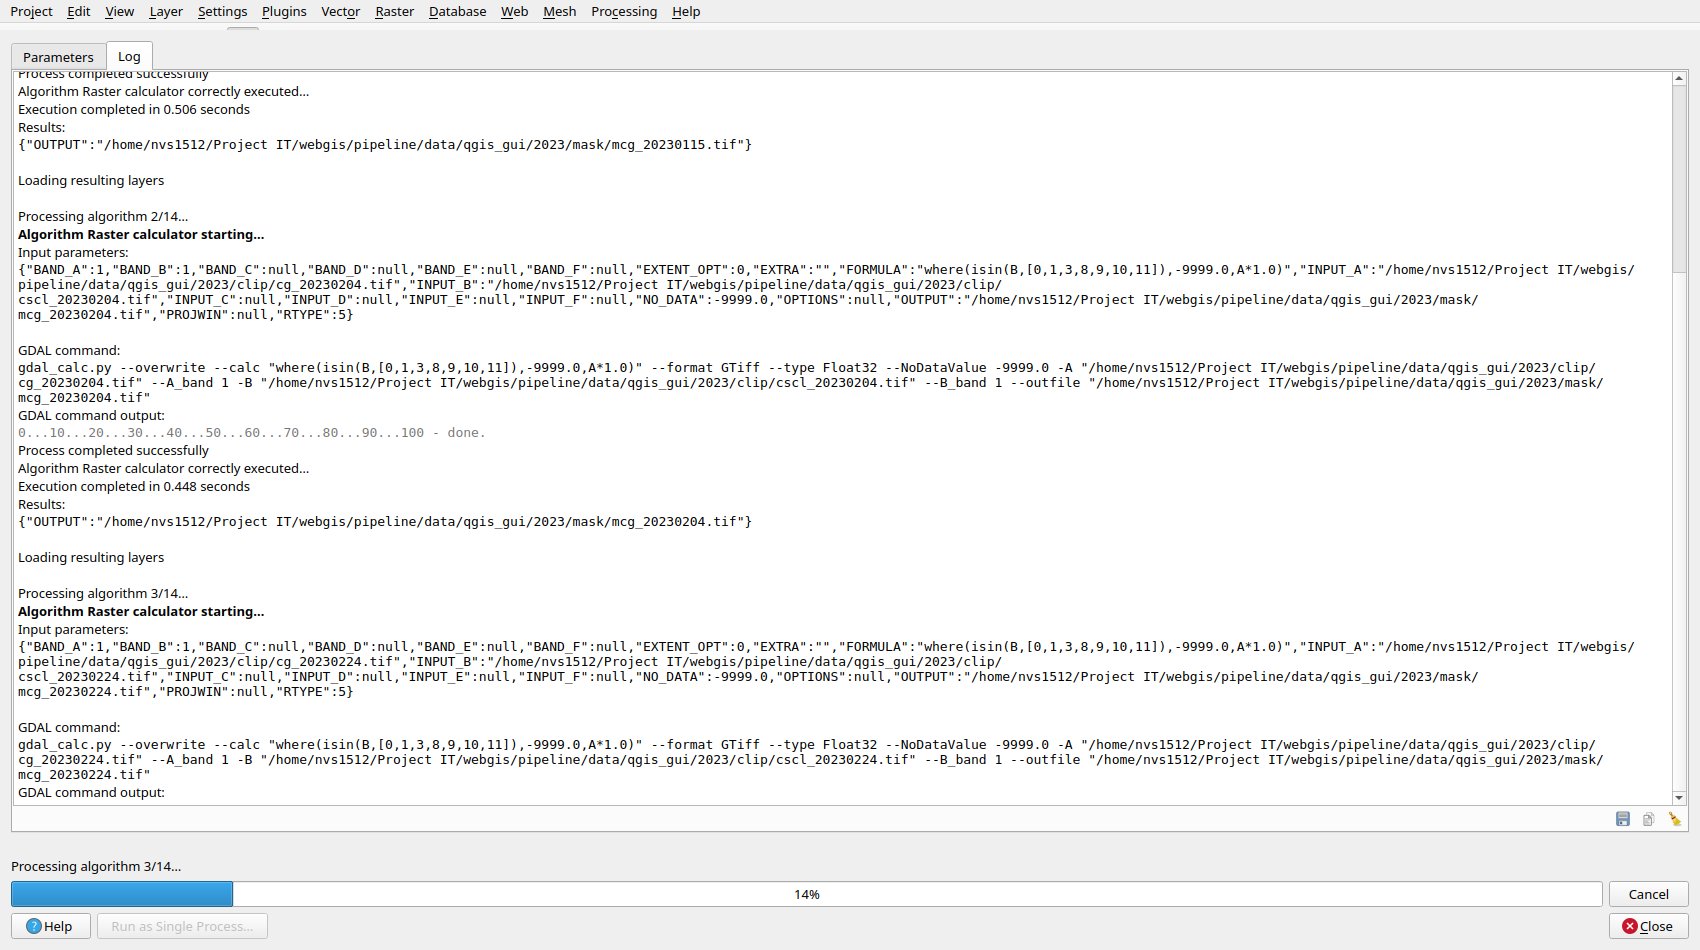 Project Edit View Layer Settings Plugins Vector Raster Database Web Mesh Processing Help
Parameters Log
Process completed successfully
Algorithm Raster calculator correctly executed...
Execution completed in 0.506 seconds
Results:
{"OUTPUT":"/home/nvs1512/Project IT/webgis/pipeline/data/qgis_gui/2023/mask/mcg_20230115.tif"}
Loading resulting layers
Processing algorithm 2/14...
Algorithm Raster calculator starting...
Input parameters:
{"BAND_A":1,"BAND_B":1,"BAND_C":null,"BAND_D":null,"BAND_E":null,"BAND_F":null,"EXTENT_OPT":0,"EXTRA":"","FORMULA":"where(isin(B,[0,1,3,8,9,10,11]),-9999.0,A*1.0)","INPUT_A":"/home/nvs1512/Project IT/webgis/
pipeline/data/qgis_gui/2023/clip/cg_20230204.tif","INPUT_B":"/home/nvs1512/Project IT/webgis/pipeline/data/qgis_gui/2023/clip/
cscl_20230204.tif","INPUT_C":null,"INPUT_D":null,"INPUT_E":null,"INPUT_F":null,"NO_DATA":-9999.0,"OPTIONS":null,"OUTPUT":"/home/nvs1512/Project IT/webgis/pipeline/data/qgis_gui/2023/mask/
mcg_20230204.tif","PROJWIN":null,"RTYPE":5}
GDAL command:
gdal_calc.py --overwrite --calc "where(isin(B,[0,1,3,8,9,10,11]),-9999.0,A*1.0)" --format GTiff --type Float32 --NoDataValue -9999.0 -A "/home/nvs1512/Project IT/webgis/pipeline/data/qgis_gui/2023/clip/
cg_20230204.tif" --A_band 1 -B "/home/nvs1512/Project IT/webgis/pipeline/data/qgis_gui/2023/clip/cscl_20230204.tif" --B_band 1 --outfile "/home/nvs1512/Project IT/webgis/pipeline/data/qgis_gui/2023/mask/
mcg_20230204.tif"
GDAL command output:
0...10...20...30...40...50...60...70...80...90...100 - done.
Process completed successfully
Algorithm Raster calculator correctly executed...
Execution completed in 0.448 seconds
Results:
{"OUTPUT":"/home/nvs1512/Project IT/webgis/pipeline/data/qgis_gui/2023/mask/mcg_20230204.tif"}
Loading resulting layers
Processing algorithm 3/14...
Algorithm Raster calculator starting...
Input parameters:
{"BAND_A":1,"BAND_B":1,"BAND_C":null,"BAND_D":null,"BAND_E":null,"BAND_F":null,"EXTENT_OPT":0,"EXTRA":"","FORMULA":"where(isin(B,[0,1,3,8,9,10,11]),-9999.0,A*1.0)","INPUT_A":"/home/nvs1512/Project IT/webgis/
pipeline/data/qgis_gui/2023/clip/cg_20230224.tif","INPUT_B":"/home/nvs1512/Project IT/webgis/pipeline/data/qgis_gui/2023/clip/
cscl_20230224.tif","INPUT_C":null,"INPUT_D":null,"INPUT_E":null,"INPUT_F":null,"NO_DATA":-9999.0,"OPTIONS":null,"OUTPUT":"/home/nvs1512/Project IT/webgis/pipeline/data/qgis_gui/2023/mask/
mcg_20230224.tif","PROJWIN":null,"RTYPE":5}
GDAL command:
gdal_calc.py --overwrite --calc "where(isin(B,[0,1,3,8,9,10,11]),-9999.0,A*1.0)" --format GTiff --type Float32 --NoDataValue -9999.0 -A "/home/nvs1512/Project IT/webgis/pipeline/data/qgis_gui/2023/clip/
cg_20230224.tif" --A_band 1 -B "/home/nvs1512/Project IT/webgis/pipeline/data/qgis_gui/2023/clip/cscl_20230224.tif" --B_band 1 --outfile "/home/nvs1512/Project IT/webgis/pipeline/data/qgis_gui/2023/mask/
mcg_20230224.tif"
GDAL command output:
Processing algorithm 3/14...
14% Cancel
Help Run as Single Process... Close